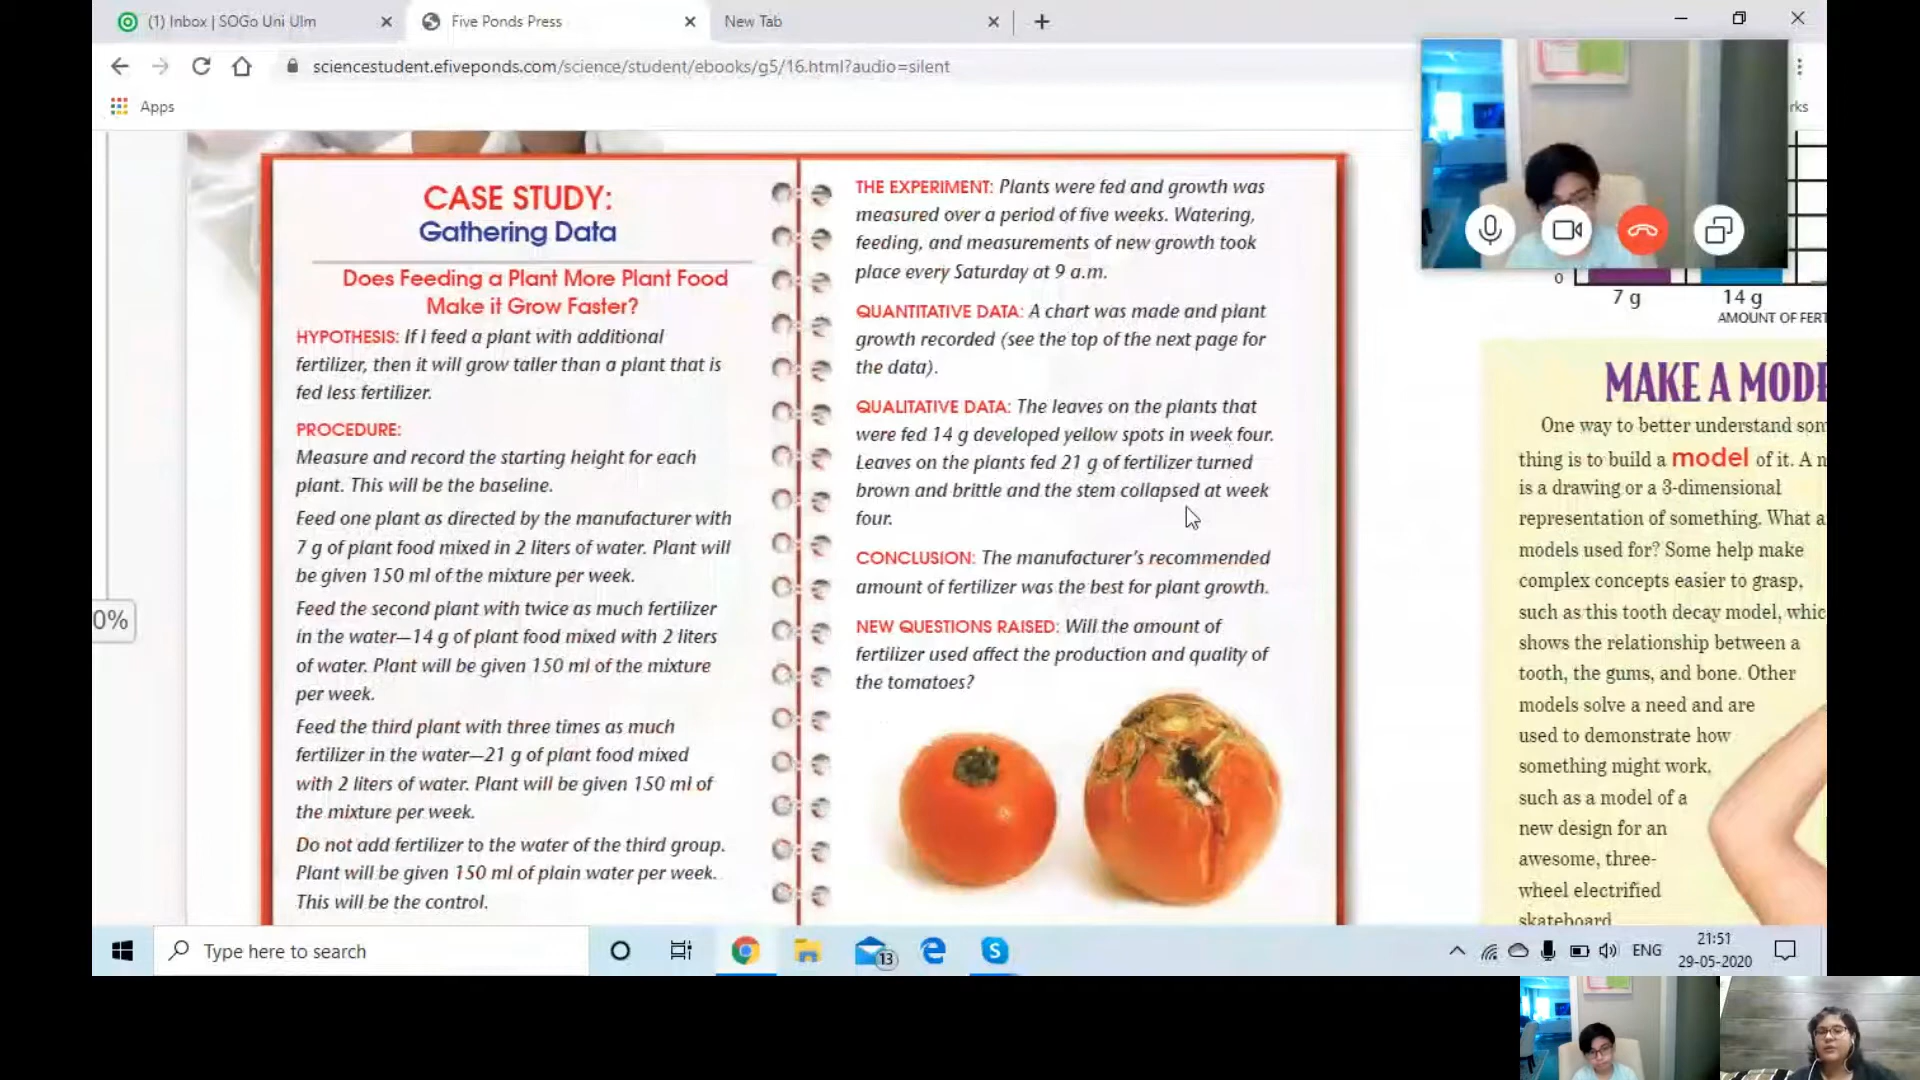 (1) Inbox | SOGo Uni Ulm
Five Ponds Press
New Tab
sciencestudent.efiveponds.com/science/student/ebooks/g5/16.html?audio=silent
Apps
rks
CASE STUDY:
Gathering Data
Does Feeding a Plant More Plant Food
Make it Grow Faster?
HYPOTHESIS: If I feed a plant with additional
fertilizer, then it will grow taller than a plant that is
fed less fertilizer.
PROCEDURE:
Measure and record the starting height for each
plant. This will be the baseline.
Feed one plant as directed by the manufacturer with
7 g of plant food mixed in 2 liters of water. Plant will
be given 150 ml of the mixture per week.
Feed the second plant with twice as much fertilizer
in the water—14 g of plant food mixed with 2 liters
of water. Plant will be given 150 ml of the mixture
per week.
Feed the third plant with three times as much
fertilizer in the water—21 g of plant food mixed
with 2 liters of water. Plant will be given 150 ml of
the mixture per week.
Do not add fertilizer to the water of the third group.
Plant will be given 150 ml of plain water per week.
This will be the control.
0%
THE EXPERIMENT: Plants were fed and growth was
measured over a period of five weeks. Watering,
feeding, and measurements of new growth took
place every Saturday at 9 a.m.
QUANTITATIVE DATA: A chart was made and plant
growth recorded (see the top of the next page for
the data).
QUALITATIVE DATA: The leaves on the plants that
were fed 14 g developed yellow spots in week four.
Leaves on the plants fed 21 g of fertilizer turned
brown and brittle and the stem collapsed at week
four.
CONCLUSION: The manufacturer's recommended
amount of fertilizer was the best for plant growth.
NEW QUESTIONS RAISED: Will the amount of
fertilizer used affect the production and quality of
the tomatoes?
0
7 g 14 g
AMOUNT OF FERT
MAKE A MODE
One way to better understand som
thing is to build a model of it. A m
is a drawing or a 3-dimensional
representation of something. What a
models used for? Some help make
complex concepts easier to grasp,
such as this tooth decay model, whic
shows the relationship between a
tooth, the gums, and bone. Other
models solve a need and are
used to demonstrate how
something might work,
such as a model of a
new design for an
awesome, three-
wheel electrified
skateboard
Type here to search
13
ENG
21:51
29-05-2020